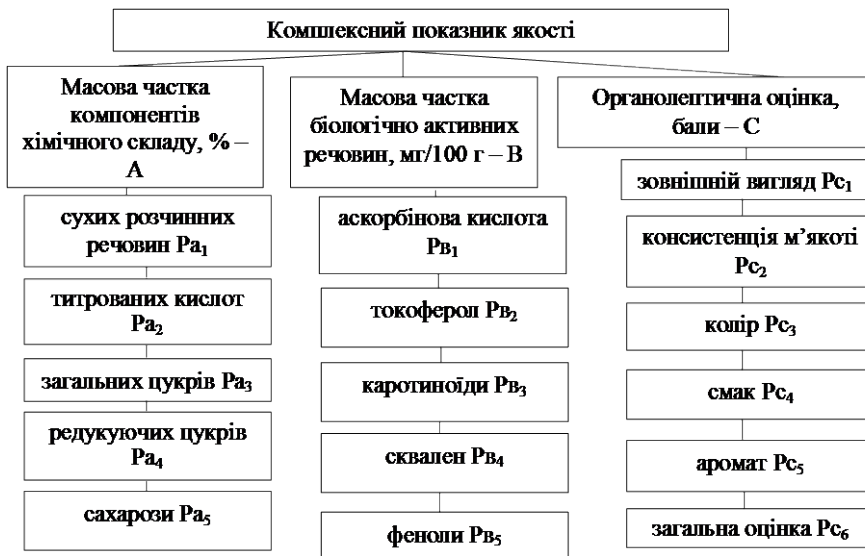 Комплексний показник якості
Масова частка
компонентів
хімічного складу, % –
А
сухих розчинних
речовин Ра₁
титрованих кислот
Ра₂
загальних цукрів Ра₃
редукуючих цукрів
Ра₄
сахарози Ра₅
Масова частка
біологічно активних
речовин, мг/100 г – В
аскорбінова кислота
Рв₁
токоферол Рв₂
каротиноїди Рв₃
сквален Рв₄
феноли Рв₅
Органолептична оцінка,
бали – С
зовнішній вигляд Рс₁
консистенція м’якоті
Рс₂
колір Рс₃
смак Рс₄
аромат Рс₅
загальна оцінка Рс₆